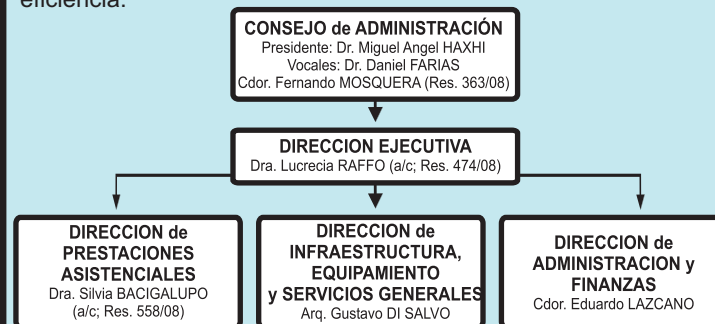 eficiencia.
CONSEJO de ADMINISTRACIÓN
Presidente: Dr. Miguel Angel HAXHI
Vocales: Dr. Daniel FARIAS
Cdor. Fernando MOSQUERA (Res. 363/08)
DIRECCION EJECUTIVA
Dra. Lucrecia RAFFO (a/c; Res. 474/08)
DIRECCION de
PRESTACIONES
ASISTENCIALES
Dra. Silvia BACIGALUPO
(a/c; Res. 558/08)
DIRECCION de
INFRAESTRUCTURA,
EQUIPAMIENTO
y SERVICIOS GENERALES
Arq. Gustavo DI SALVO
DIRECCION de
ADMINISTRACION y
FINANZAS
Cdor. Eduardo LAZCANO